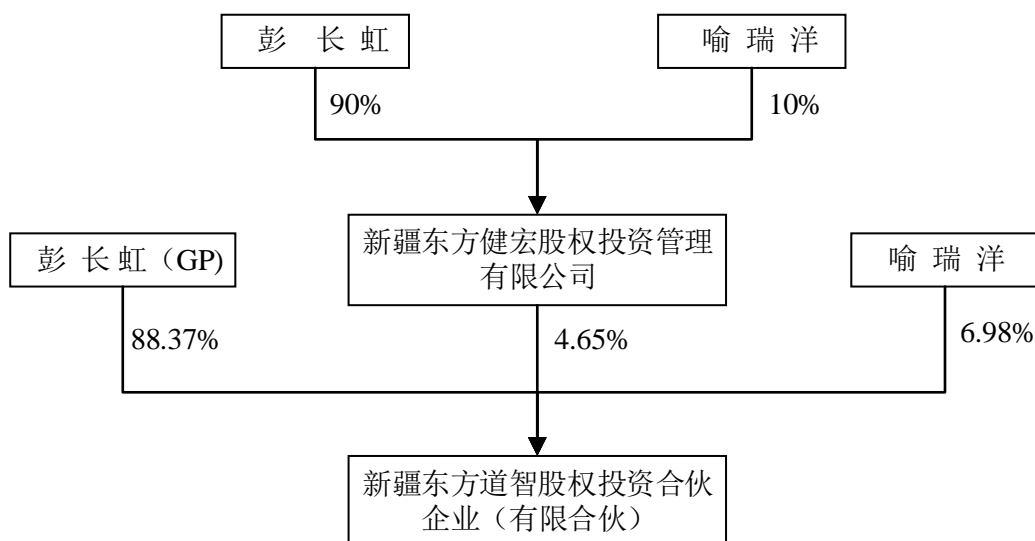 彭 长 虹
喻 瑞 洋
90%
10%
新疆东方健宏股权投资管理
有限公司
彭 长 虹（GP)
喻 瑞 洋
88.37%
4.65%
6.98%
新疆东方道智股权投资合伙
企业（有限合伙）